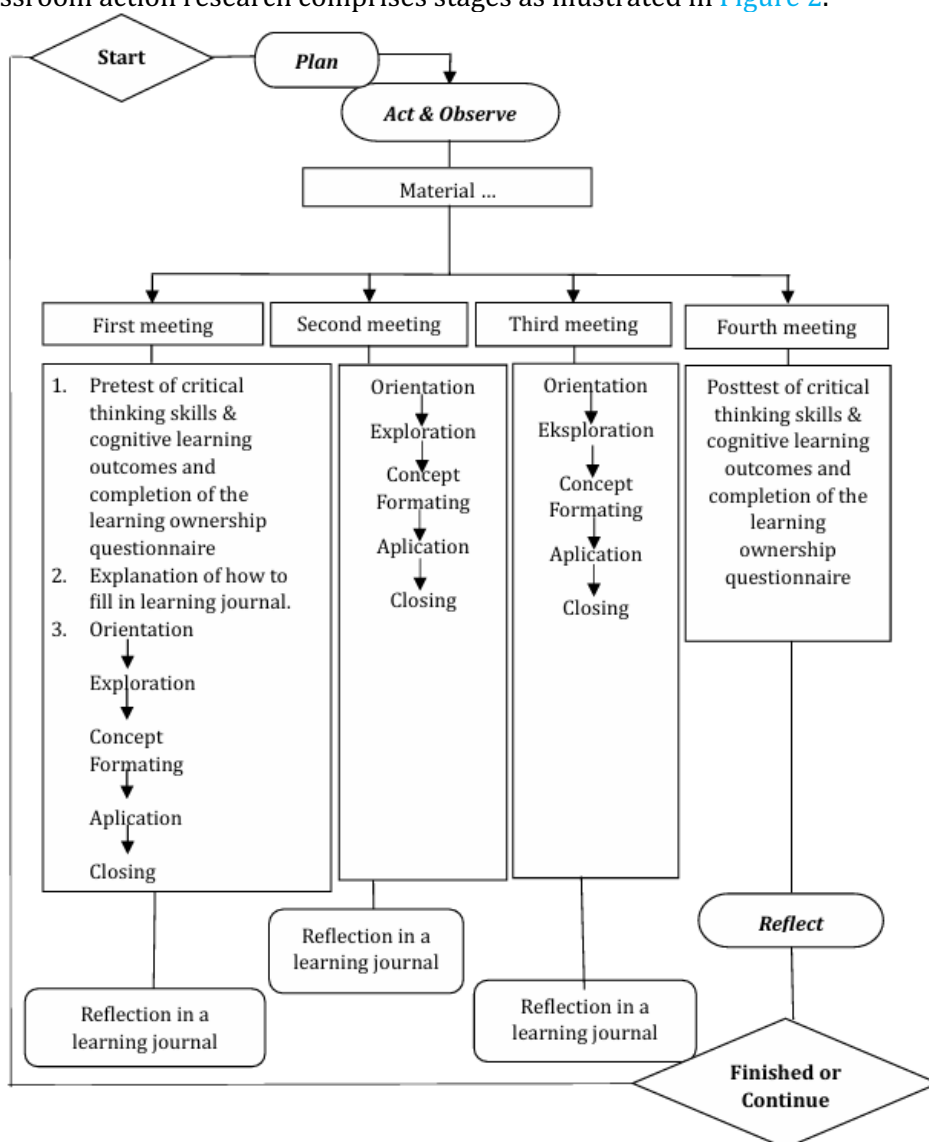 ssroom action research comprises stages as illustrated in Figure 2.
Start
Plan
Act & Observe
Material ...
First meeting
Second meeting
Third meeting
Fourth meeting
1. Pretest of critical
thinking skills &
cognitive learning
outcomes and
completion of the
learning ownership
questionnaire
2. Explanation of how to
fill in learning journal.
3. Orientation
Exploration
Concept
Formating
Aplication
Closing
Orientation
Exploration
Concept
Formating
Aplication
Closing
Orientation
Eksploration
Concept
Formating
Aplication
Closing
Posttest of critical
thinking skills &
cognitive learning
outcomes and
completion of the
learning
ownership
questionnaire
Reflection in a
learning journal
Reflection in a
learning journal
Reflection in a
learning journal
Reflect
Finished or
Continue